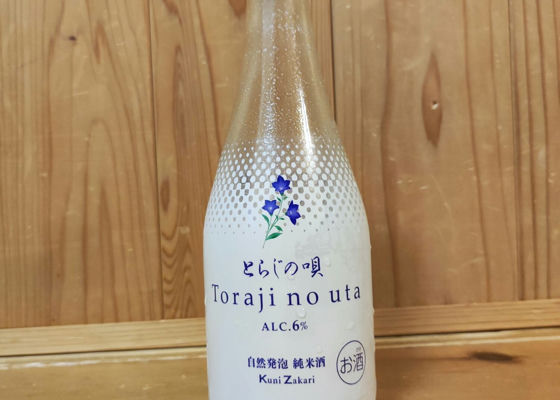 とらじの唄
Toraji no uta
ALC.6%
自然発泡 純米酒
Kuni Zakari
お酒